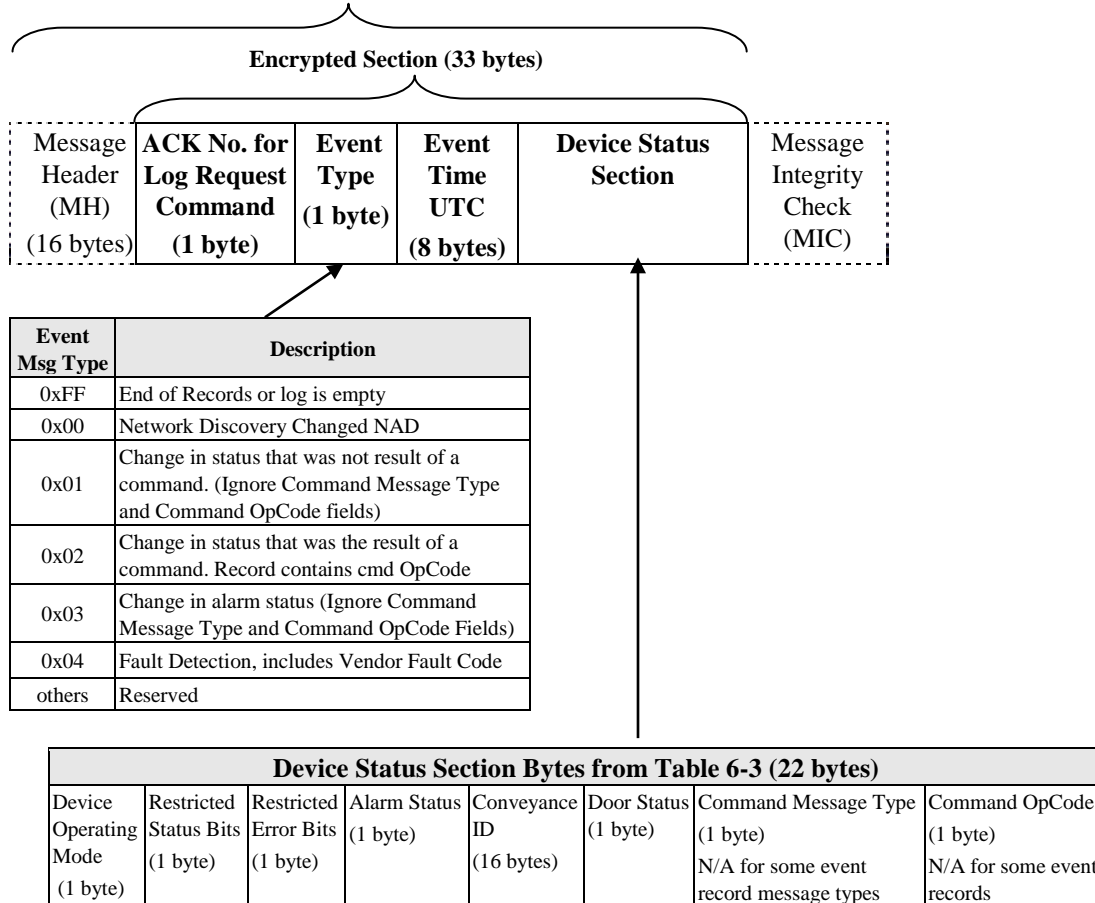 Encrypted Section (33 bytes)
Message
Header
(MH)
(16 bytes)
ACK No. for
Log Request
Command
(1 byte)
Event
Type
(1 byte)
Event
Time
UTC
(8 bytes)
Device Status
Section
Message
Integrity
Check
(MIC)
Event
Msg Type
Description
0xFF
End of Records or log is empty
0x00
Network Discovery Changed NAD
0x01
Change in status that was not result of a
command. (Ignore Command Message Type
and Command OpCode fields)
0x02
Change in status that was the result of a
command. Record contains cmd OpCode
0x03
Change in alarm status (Ignore Command
Message Type and Command OpCode Fields)
0x04
Fault Detection, includes Vendor Fault Code
others
Reserved
Device Status Section Bytes from Table 6-3 (22 bytes)
Device
Operating
Mode
(1 byte)
Restricted
Status Bits
(1 byte)
Restricted
Error Bits
(1 byte)
Alarm Status
(1 byte)
Conveyance
ID
(16 bytes)
Door Status
(1 byte)
Command Message Type
(1 byte)
N/A for some event
record message types
Command OpCode
(1 byte)
N/A for some event
records